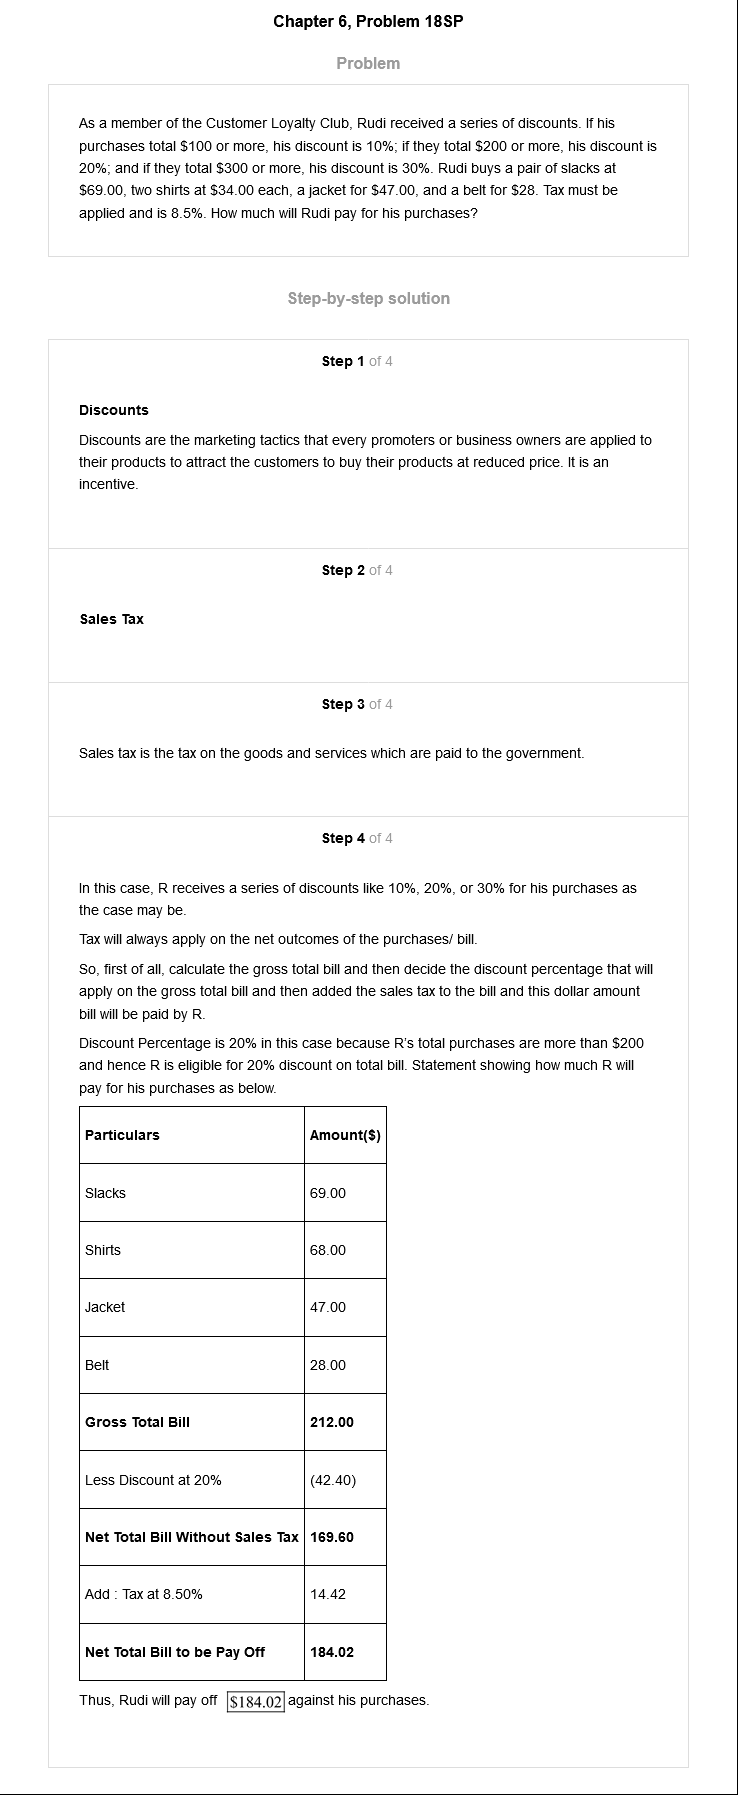 Chapter 6, Problem 18SP
Problem
As a member of the Customer Loyalty Club, Rudi received a series of discounts. If his
purchases total $100 or more, his discount is 10%; if they total $200 or more, his discount is
20%; and if they total $300 or more, his discount is 30%. Rudi buys a pair of slacks at
$69.00, two shirts at $34.00 each, a jacket for $47.00, and a belt for $28. Tax must be
applied and is 8.5%. How much will Rudi pay for his purchases?
Step-by-step solution
Step 1 of 4
Discounts
Discounts are the marketing tactics that every promoters or business owners are applied to
their products to attract the customers to buy their products at reduced price. It is an
incentive.
Step 2 of 4
Sales Tax
Step 3 of 4
Sales tax is the tax on the goods and services which are paid to the government.
Step 4 of 4
In this case, R receives a series of discounts like 10%, 20%, or 30% for his purchases as
the case may be.
Tax will always apply on the net outcomes of the purchases/ bill.
So, first of all, calculate the gross total bill and then decide the discount percentage that will
apply on the gross total bill and then added the sales tax to the bill and this dollar amount
bill will be paid by R.
Discount Percentage is 20% in this case because R's total purchases are more than $200
and hence R is eligible for 20% discount on total bill. Statement showing how much R will
pay for his purchases as below.
Particulars Amount($)
Slacks 69.00
Shirts 68.00
Jacket 47.00
Belt 28.00
Gross Total Bill 212.00
Less Discount at 20% (42.40)
Net Total Bill Without Sales Tax 169.60
Add : Tax at 8.50% 14.42
Net Total Bill to be Pay Off 184.02
Thus, Rudi will pay off $184.02 against his purchases.